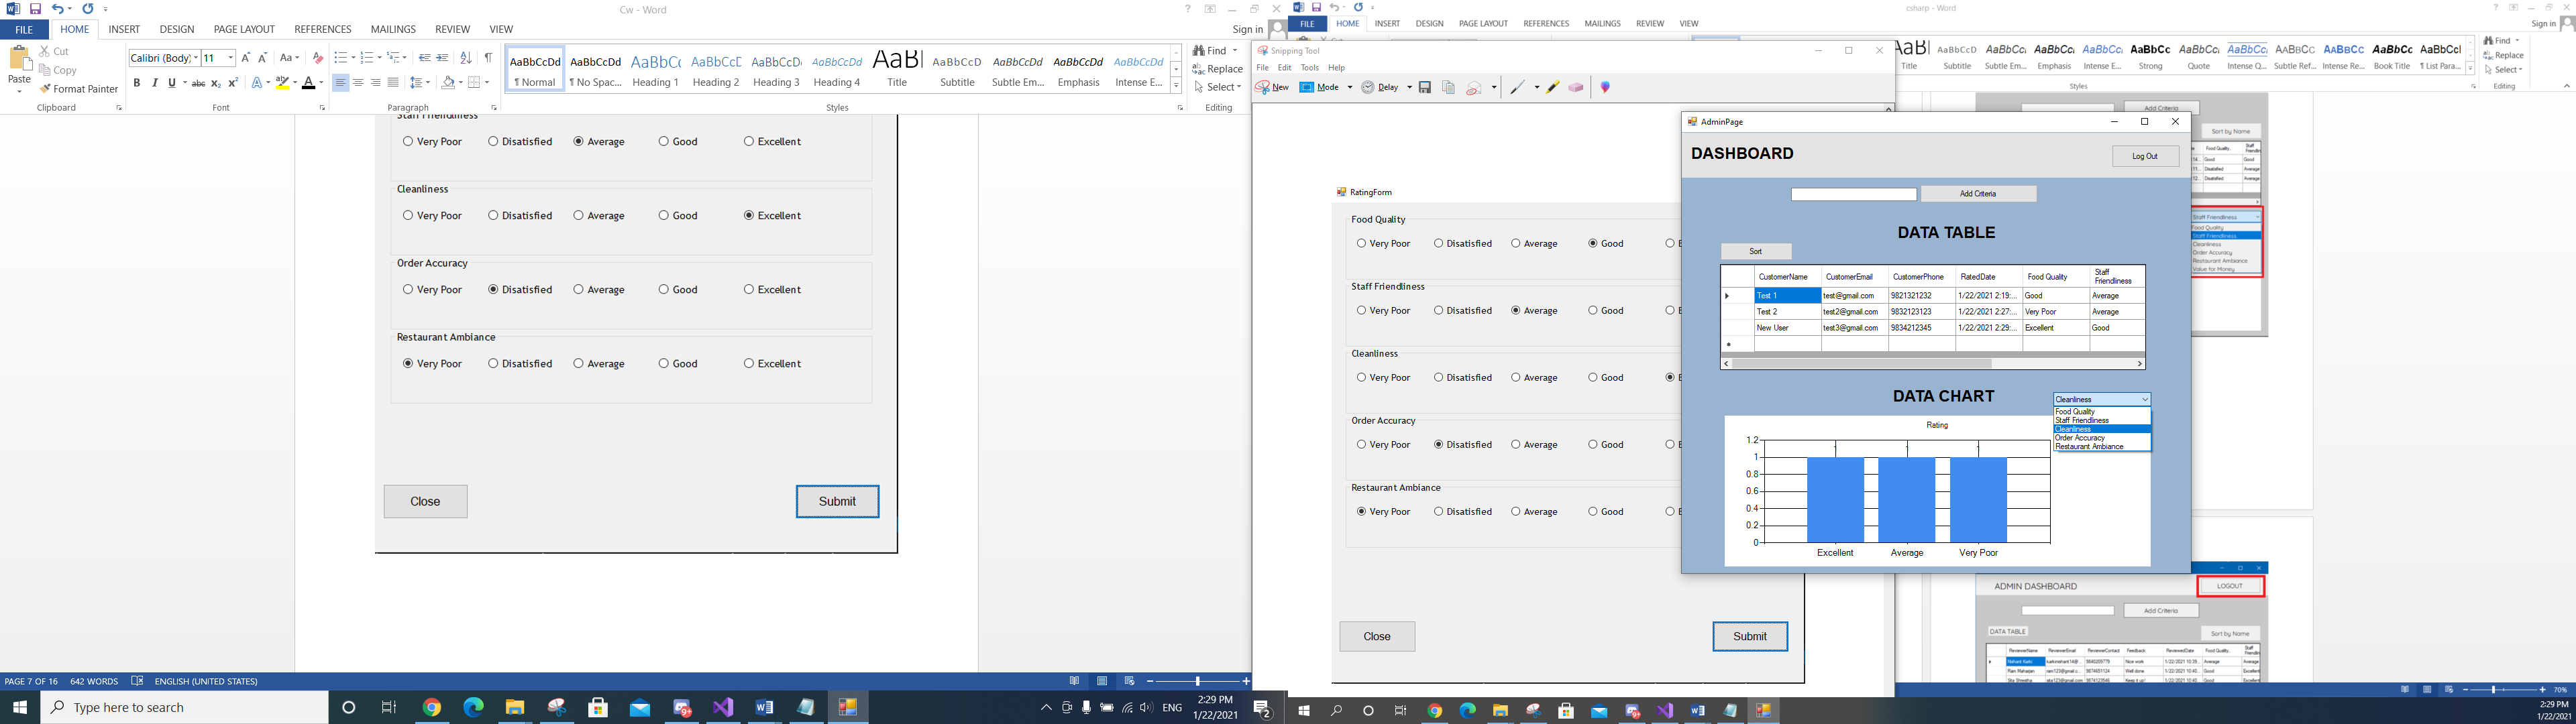 Cw - Word
FILE HOME INSERT DESIGN PAGE LAYOUT REFERENCES MAILINGS REVIEW VIEW Sign in
Paste Cut Copy Format Painter
Calibri (Body) 11
AaBbCcDd AaBbCcDd AaBbC AaBbCcD AaBbCcD AaBbCcDd AaB AaBbCcD AaBbCcDd AaBbCcDd AaBbCcDd
¶ Normal ¶ No Spac... Heading 1 Heading 2 Heading 3 Heading 4 Title Subtitle Subtle Em... Emphasis Intense E...
Find
Replace
Select
Clipboard Font Paragraph Styles Editing
Staff Friendliness
Very Poor Disatisfied Average Good Excellent
Cleanliness
Very Poor Disatisfied Average Good Excellent
Order Accuracy
Very Poor Disatisfied Average Good Excellent
Restaurant Ambiance
Very Poor Disatisfied Average Good Excellent
Close Submit
PAGE 7 OF 16 642 WORDS ENGLISH (UNITED STATES)
Type here to search
ENG 2:29 PM
1/22/2021
csharp - Word
FILE HOME INSERT DESIGN PAGE LAYOUT REFERENCES MAILINGS REVIEW VIEW Sign in
Title Subtitle Subtle Em... Emphasis Intense E... Strong Quote Intense Q... Subtle Ref... Intense Re... Book Title ¶ List Para...
Find
Replace
Select
Styles Editing
Snipping Tool
File Edit Tools Help
New Mode Delay
RatingForm
Food Quality
Very Poor Disatisfied Average Good
Staff Friendliness
Very Poor Disatisfied Average Good
Cleanliness
Very Poor Disatisfied Average Good
Order Accuracy
Very Poor Disatisfied Average Good
Restaurant Ambiance
Very Poor Disatisfied Average Good
Close Submit
AdminPage
DASHBOARD Log Out
Add Criteria
DATA TABLE
Sort
CustomerName CustomerEmail CustomerPhone RatedDate Food Quality Staff Friendliness
Test 1 test@gmail.com 9821321232 1/22/2021 2:19:... Good Average
Test 2 test2@gmail.com 9832123123 1/22/2021 2:27:... Very Poor Average
New User test3@gmail.com 9834212345 1/22/2021 2:29:... Excellent Good
DATA CHART
Cleanliness
Food Quality
Staff Friendliness
Cleanliness
Order Accuracy
Restaurant Ambiance
Rating
1.2
1
0.8
0.6
0.4
0.2
0
Excellent Average Very Poor
Add Criteria
Sort by Name
Food Quality Staff
Good Good
Disatisfied Average
Disatisfied Average
Staff Friendliness
Food Quality
Staff Friendliness
Cleanliness
Order Accuracy
Restaurant Ambiance
Value for Money
ADMIN DASHBOARD LOGOUT
Add Criteria
DATA TABLE Sort by Name
ReviewerName ReviewerEmail ReviewerContact Feedback ReviewedDate Food Quality Staff
70%
2:29 PM
1/22/2021